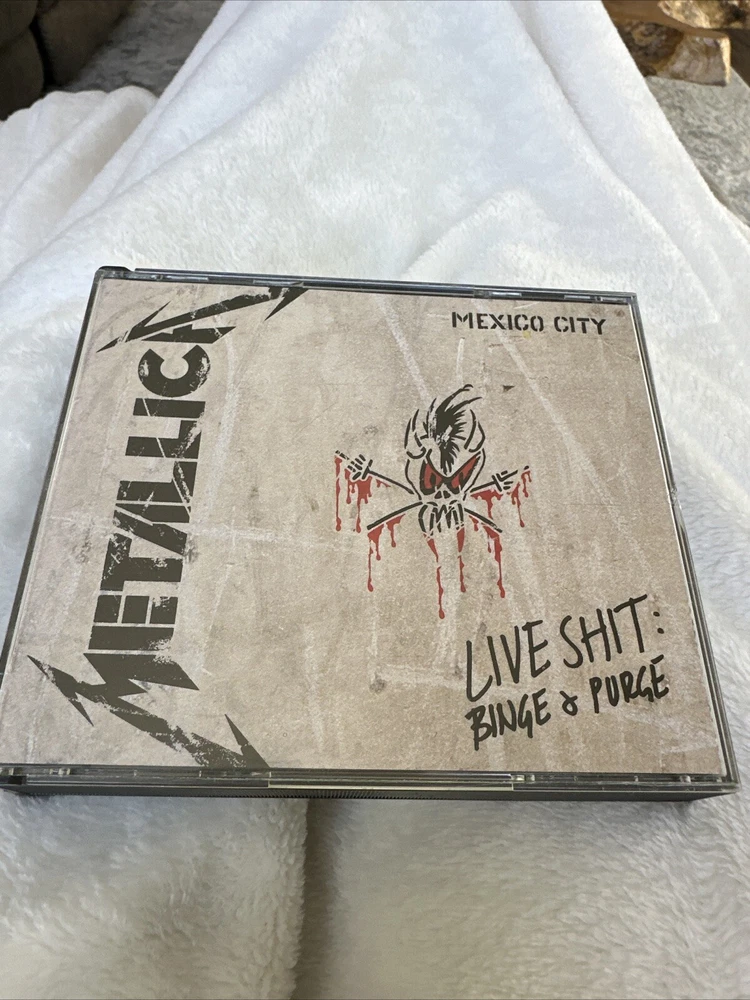 METALLICA
MEXICO CITY
LIVE SHIT:
BINGE & PURGE